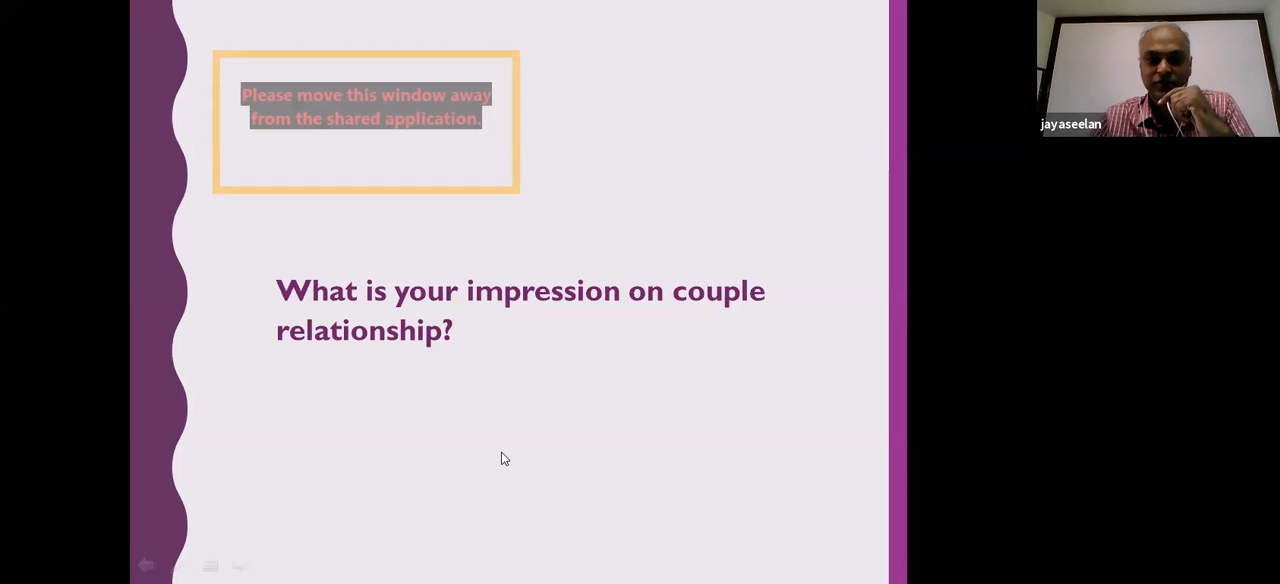 Please move this window away
from the shared application.
jayaseelan
What is your impression on couple
relationship?